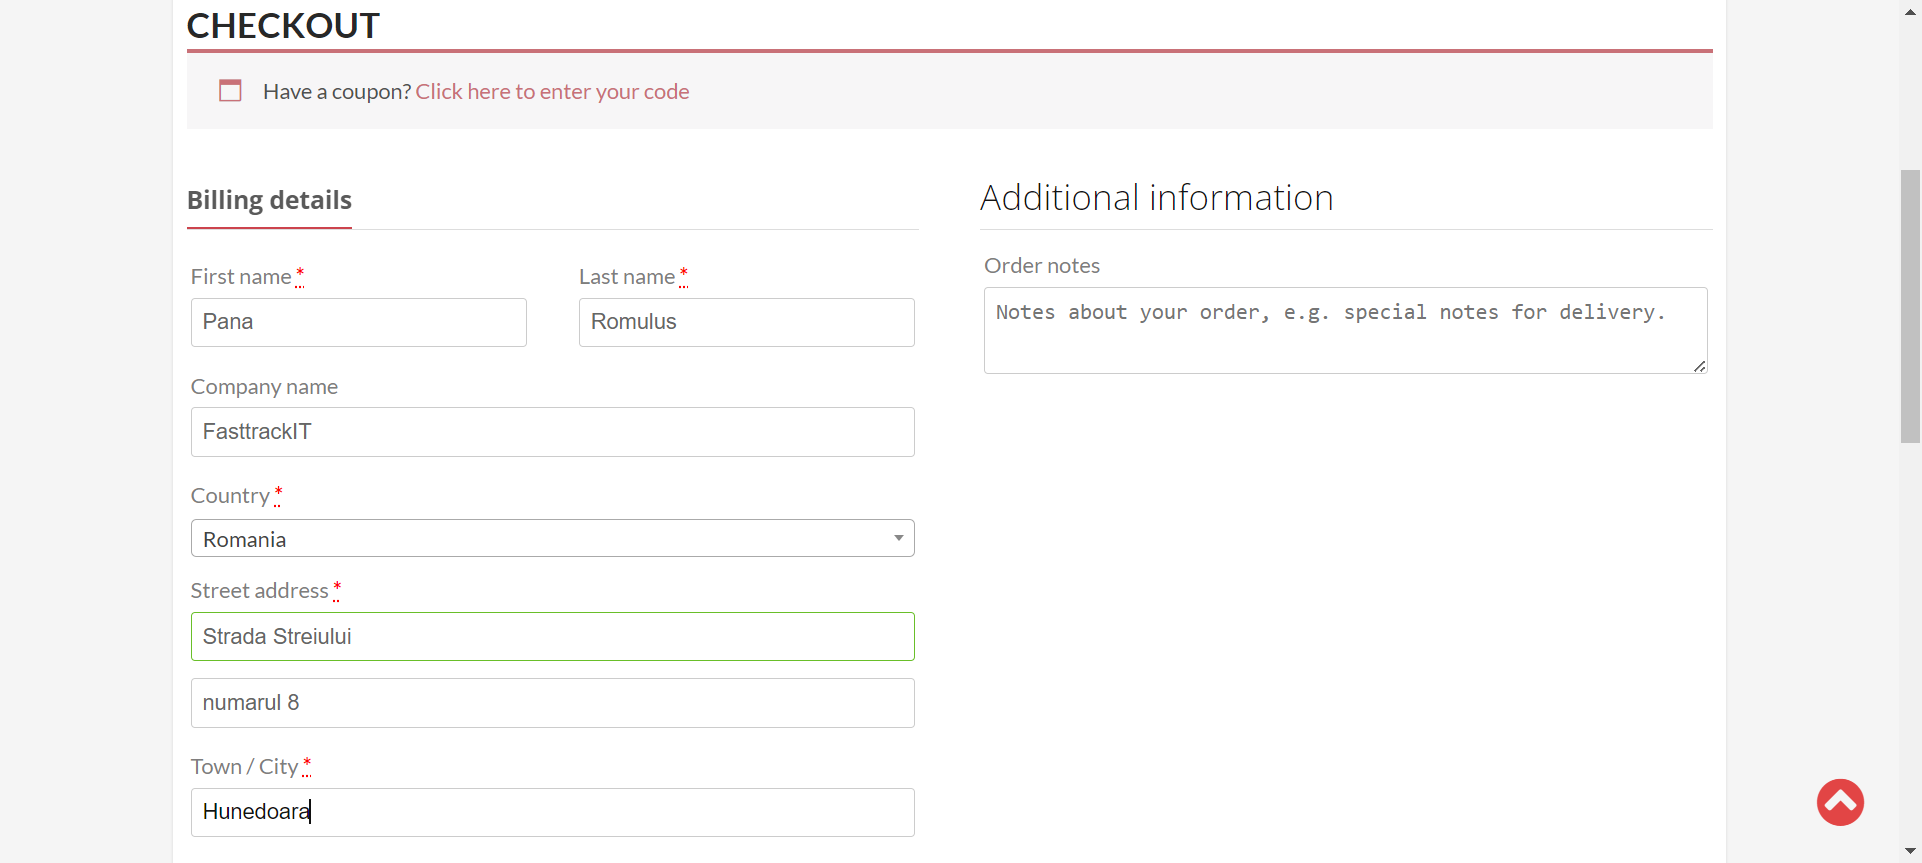 CHECKOUT
Have a coupon? Click here to enter your code
Billing details
First name *
Last name *
Pana
Romulus
Company name
FasttrackIT
Country *
Romania
Street address *
Strada Streiului
numarul 8
Town / City *
Hunedoara
Additional information
Order notes
Notes about your order, e.g. special notes for delivery.